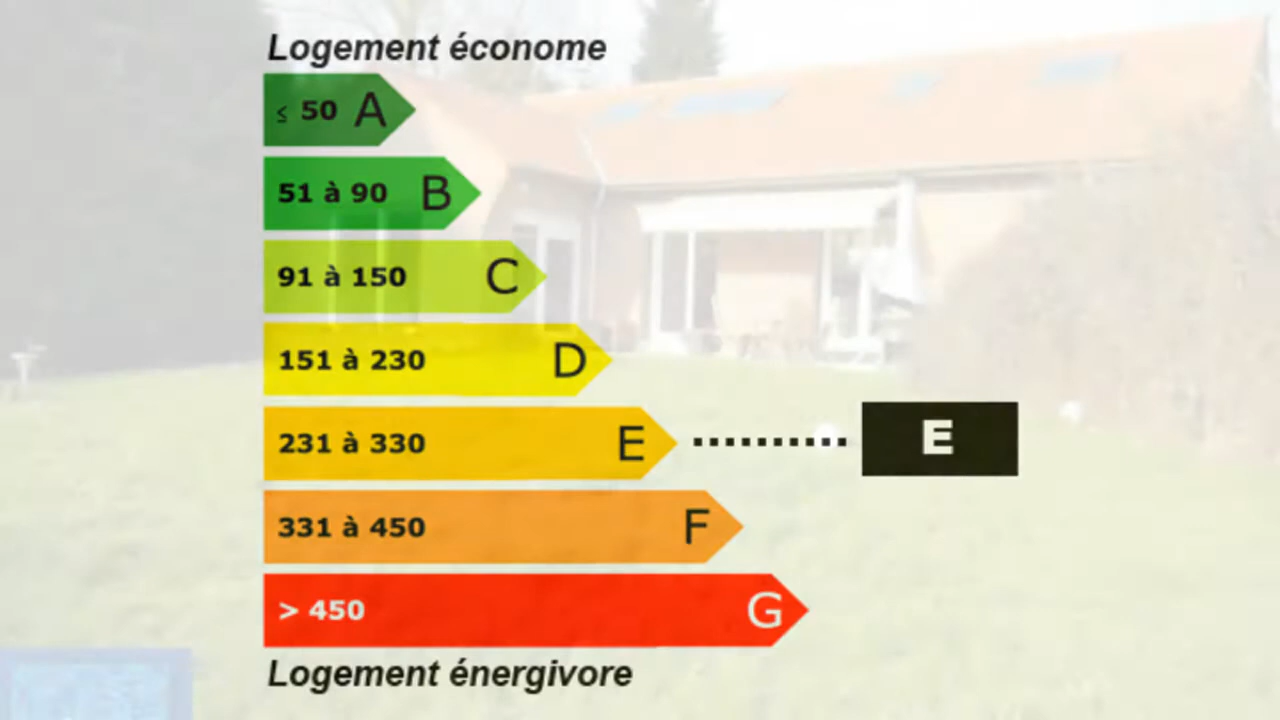 Logement économe
≤ 50 A
51 à 90 B
91 à 150 C
151 à 230 D
231 à 330 E
E
331 à 450 F
> 450 G
Logement énergivore